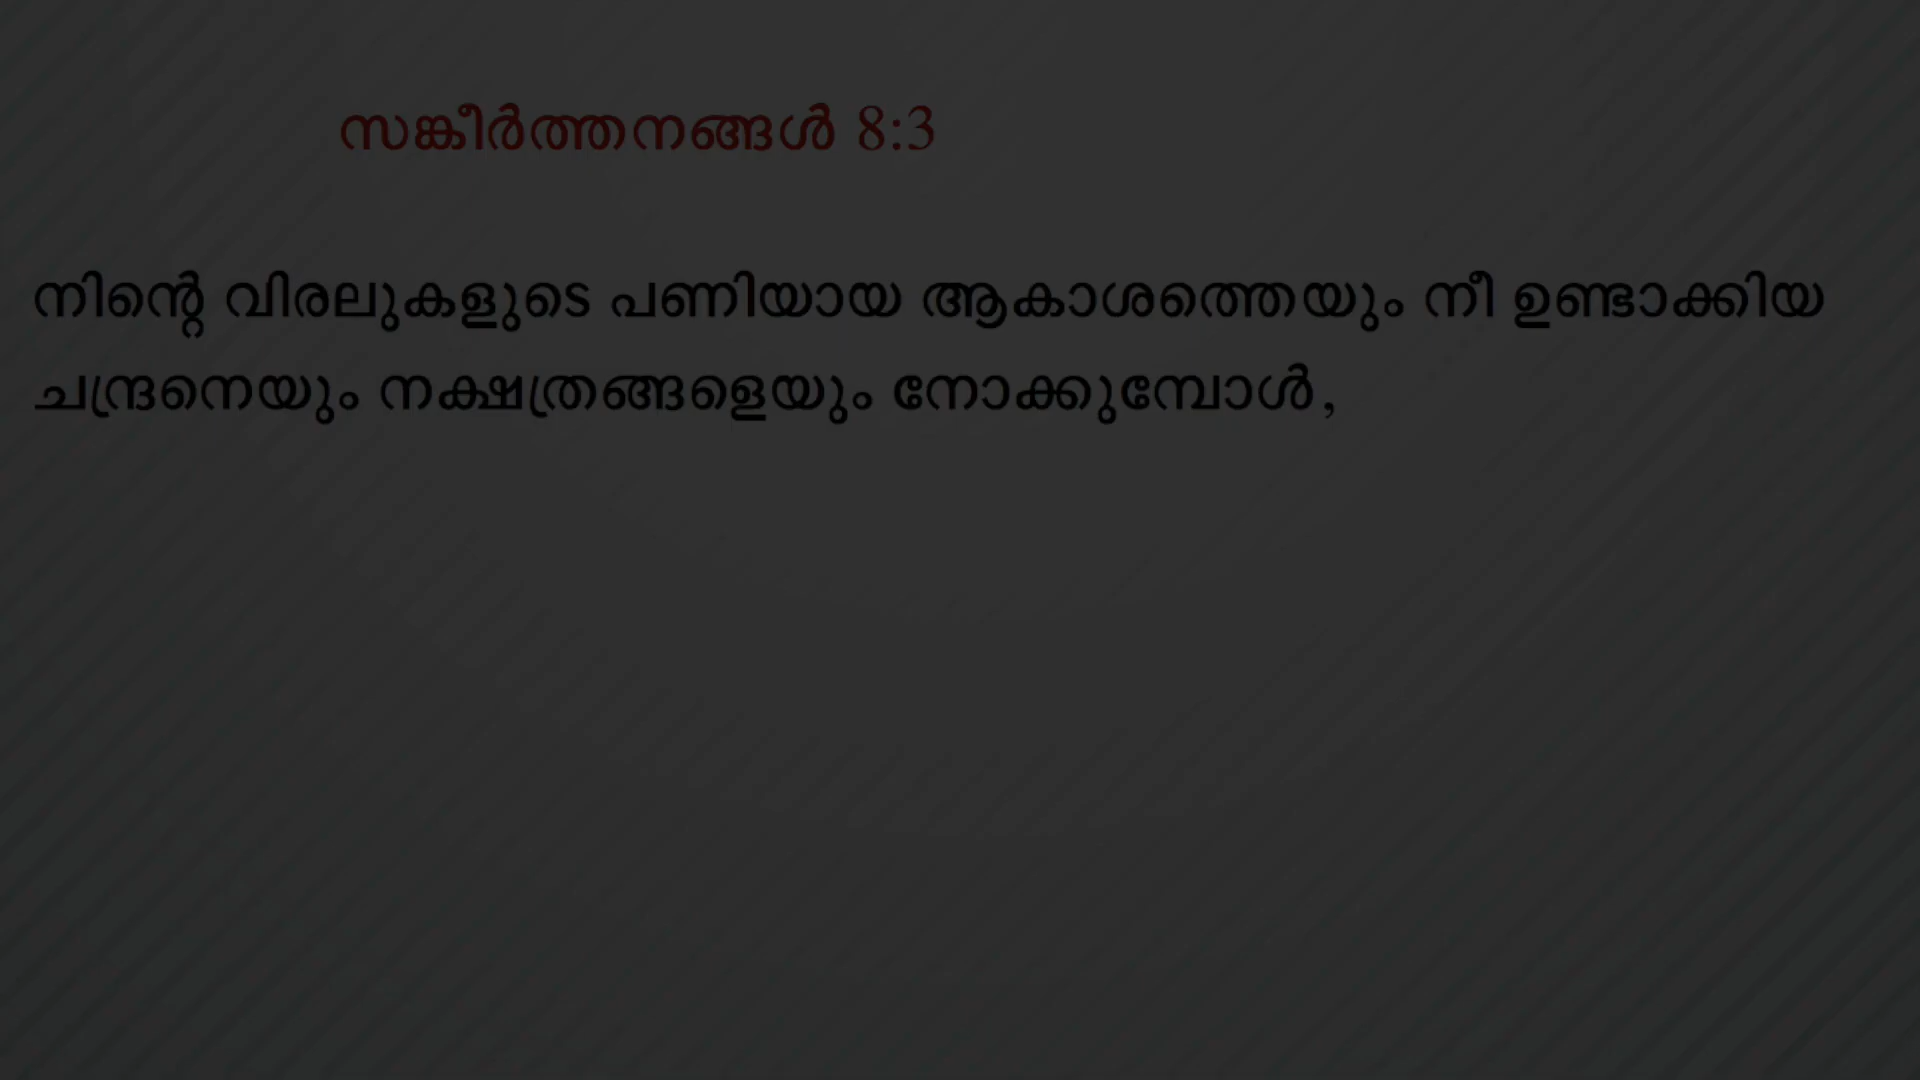 സങ്കീർത്തനങ്ങൾ 8:3
നിന്റെ വിരലുകളുടെ പണിയായ ആകാശത്തെയും നീ ഉണ്ടാക്കിയ
ചന്ദ്രനെയും നക്ഷത്രങ്ങളെയും നോക്കുമ്പോൾ,